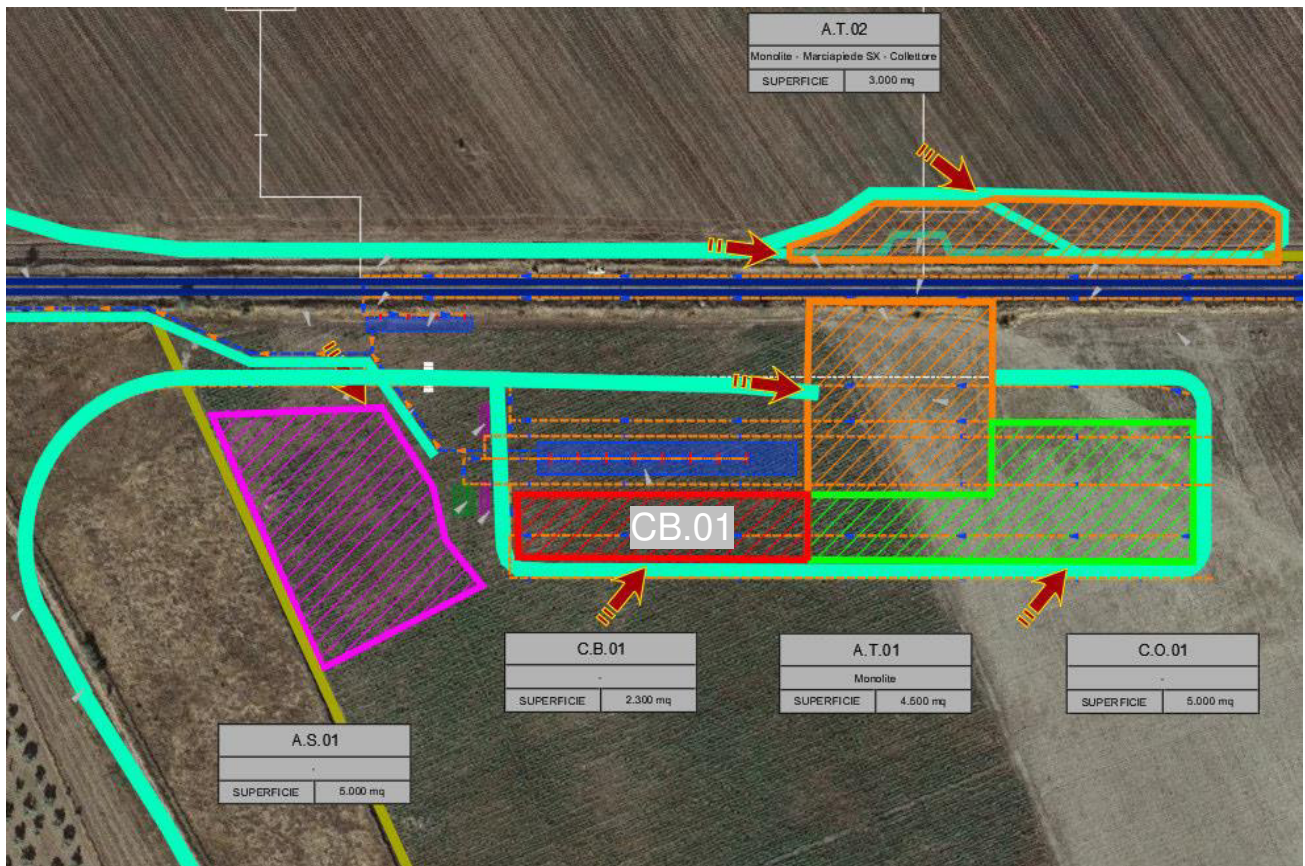 A.T.02
Monolite - Marciapiede SX - Collettore
SUPERFICIE 3.000 mq
CB.01
C.B.01
-
SUPERFICIE 2.300 mq
A.T.01
Monolite
SUPERFICIE 4.500 mq
C.O.01
-
SUPERFICIE 5.000 mq
A.S.01
-
SUPERFICIE 5.000 mq